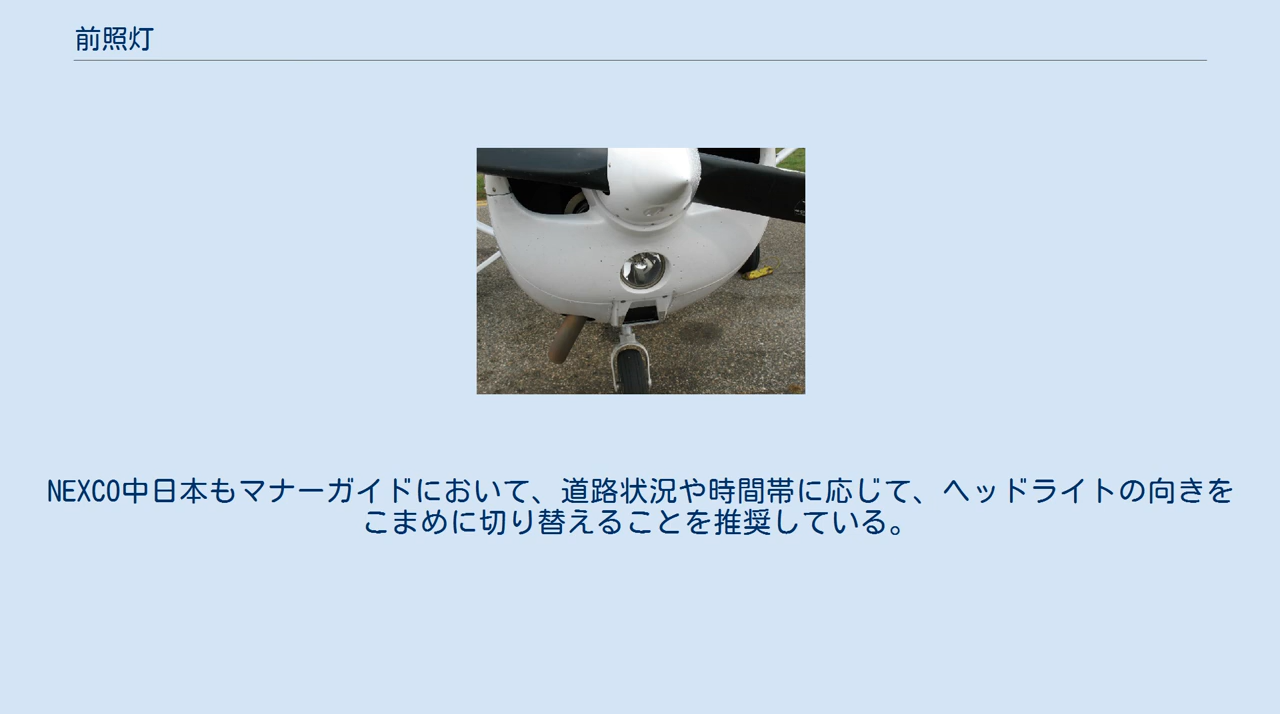 前照灯
NEXCO中日本もマナーガイドにおいて、道路状況や時間帯に応じて、ヘッドライトの向きを
こまめに切り替えることを推奨している。